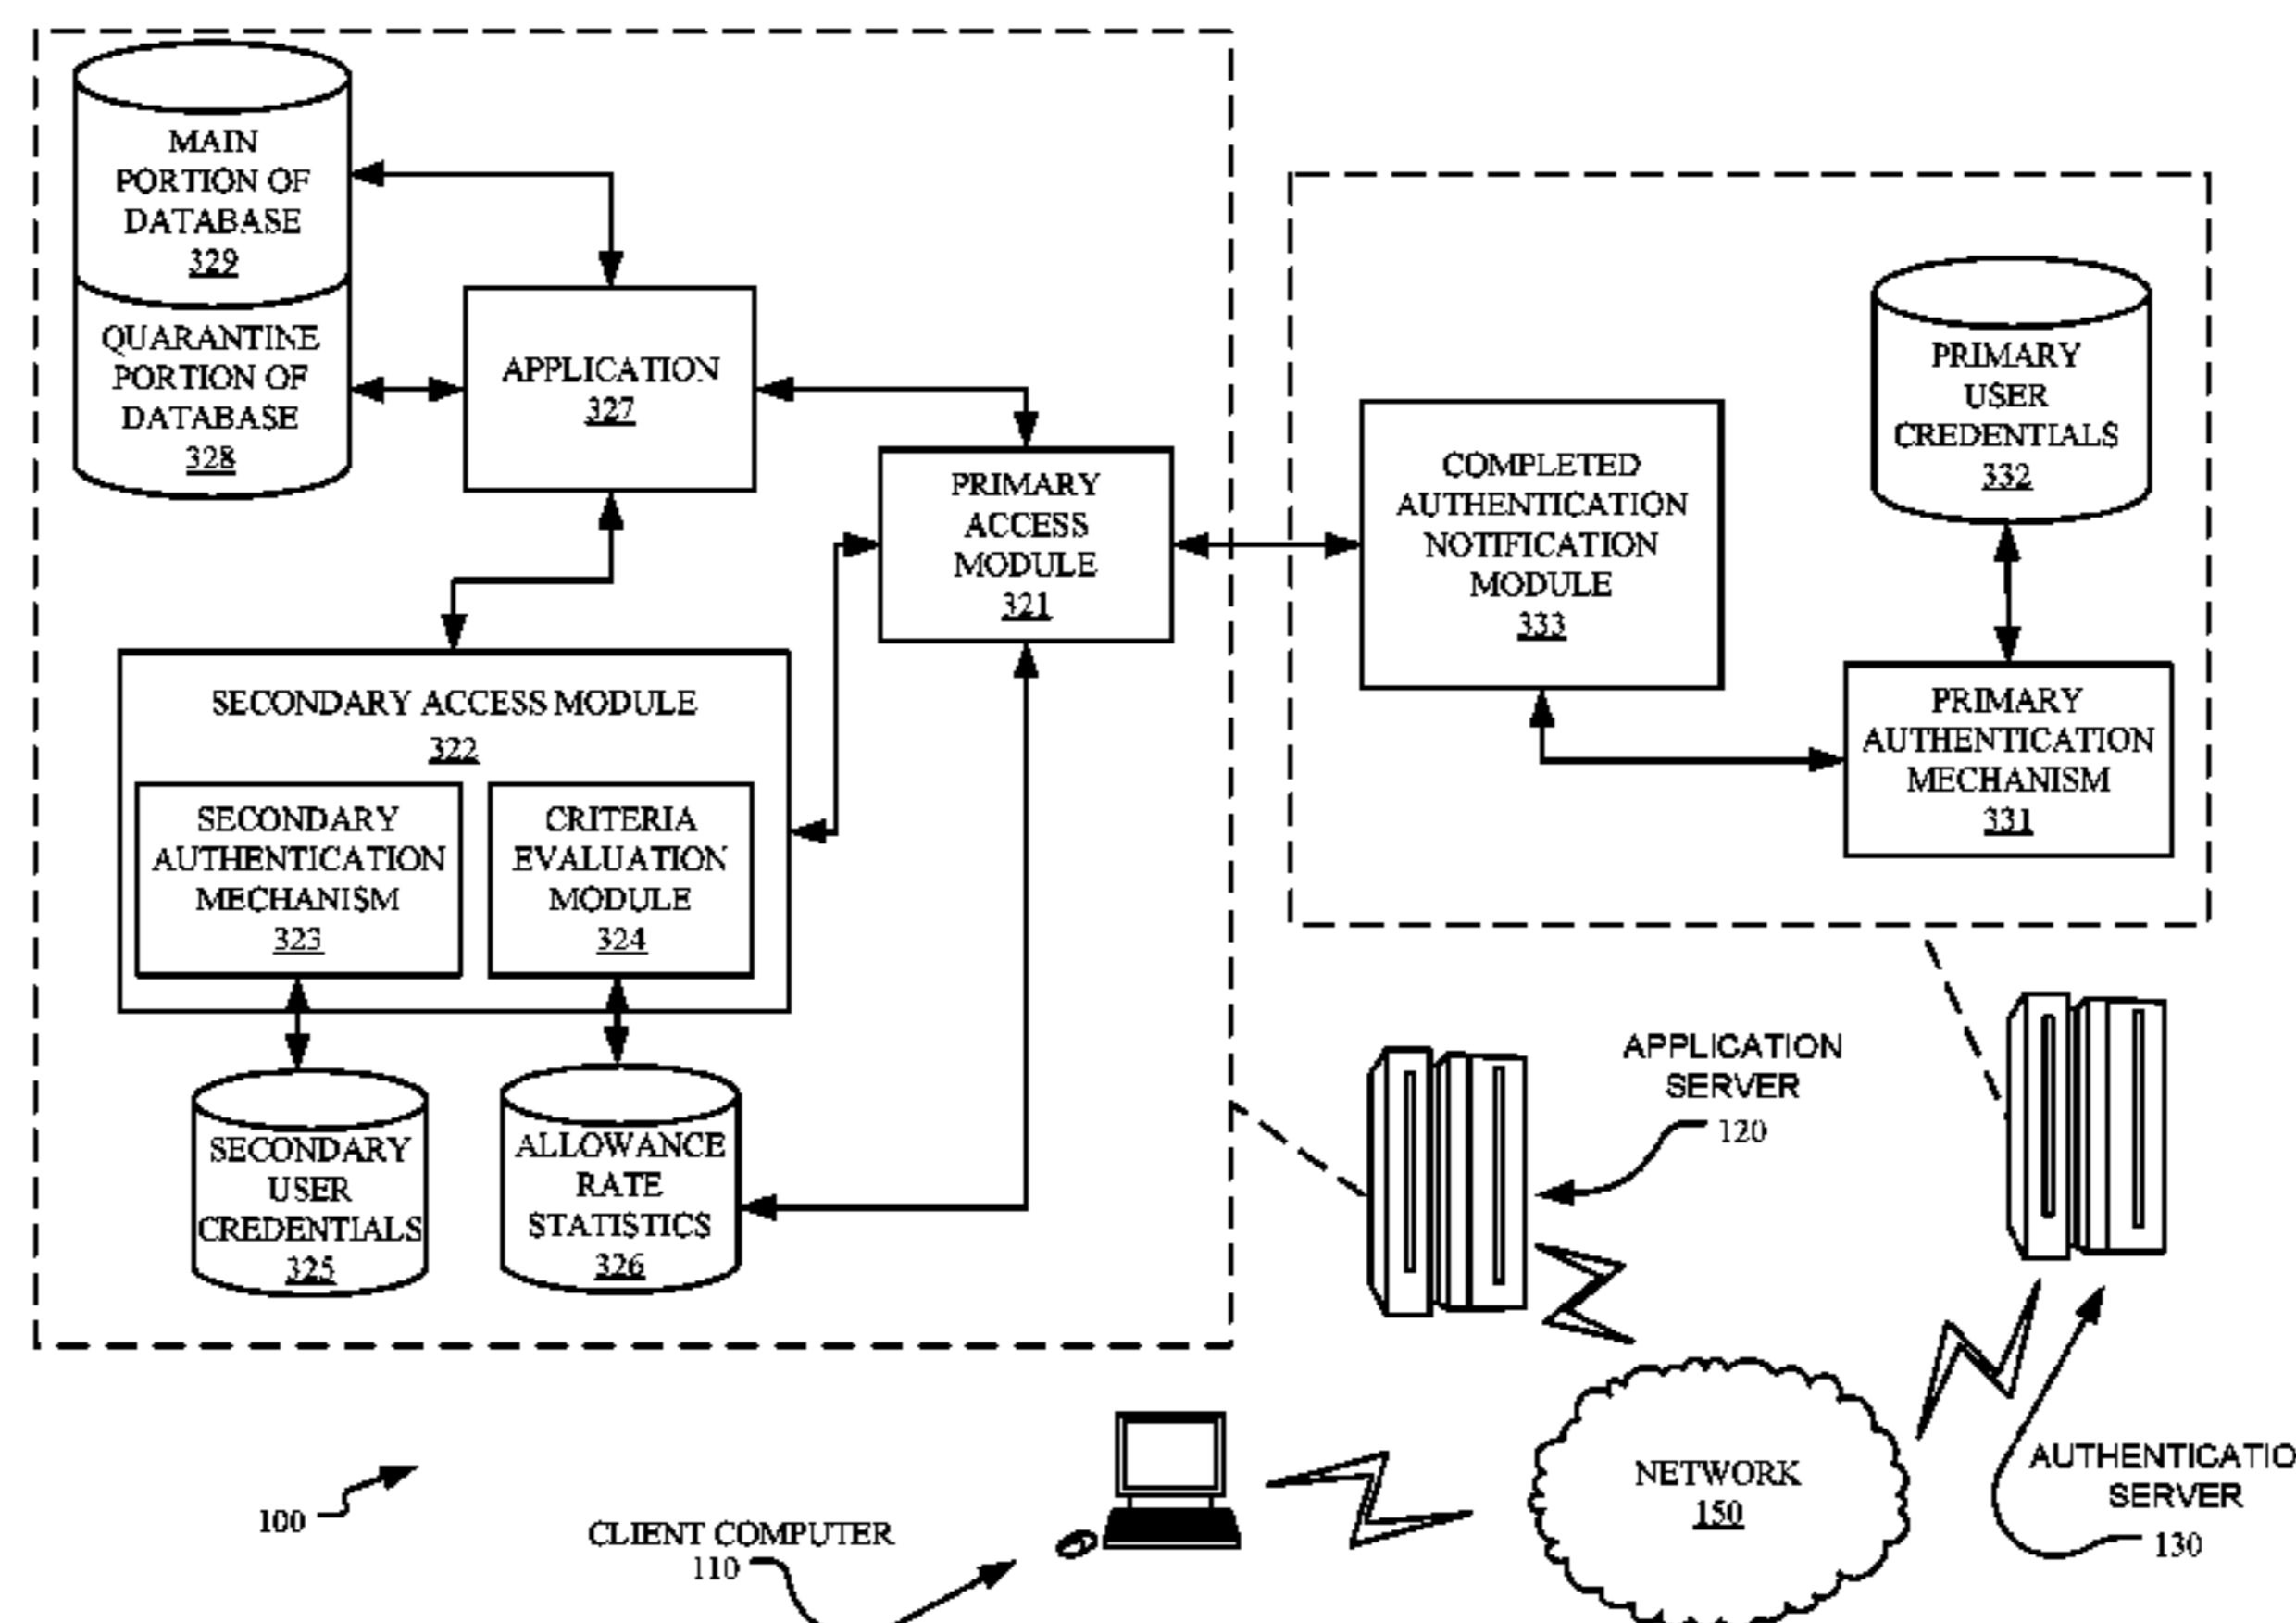 MAIN
PORTION OF
DATABASE
329
QUARANTINE
PORTION OF
DATABASE
328
APPLICATION
327
PRIMARY
ACCESS
MODULE
321
COMPLETED
AUTHENTICATION
NOTIFICATION
MODULE
333
PRIMARY
USER
CREDENTIALS
332
PRIMARY
AUTHENTICATION
MECHANISM
331
SECONDARY ACCESS MODULE
322
SECONDARY
AUTHENTICATION
MECHANISM
323
CRITERIA
EVALUATION
MODULE
324
SECONDARY
USER
CREDENTIALS
325
ALLOWANCE
RATE
STATISTICS
326
APPLICATION
SERVER
120
NETWORK
150
AUTHENTICATIO
SERVER
130
100
CLIENT COMPUTER
110